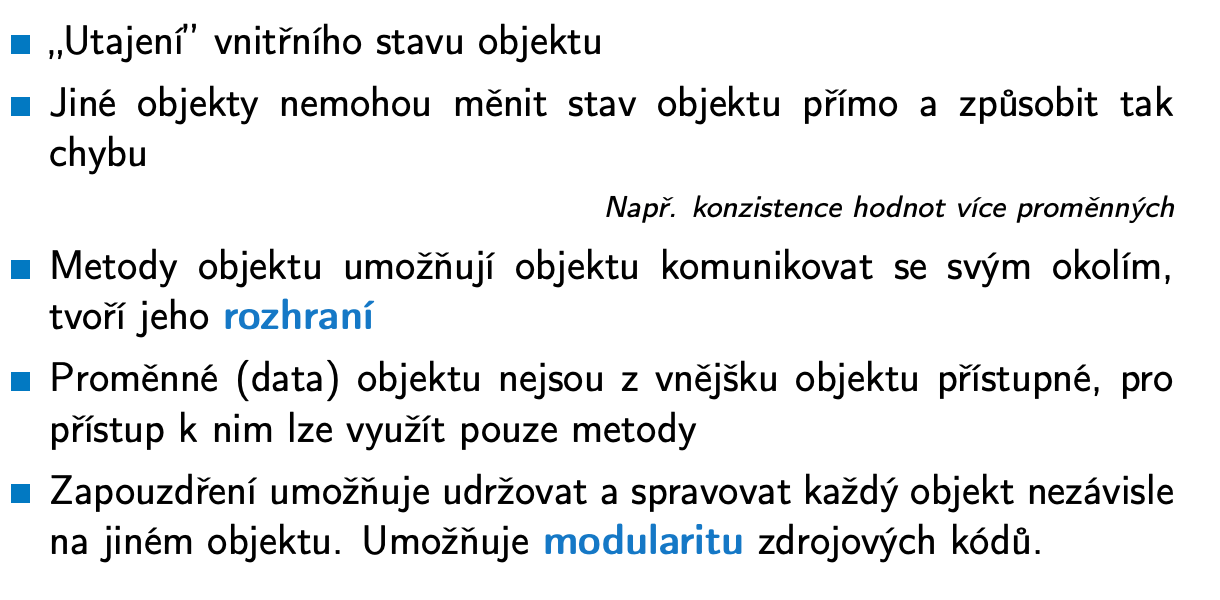 „Utajení” vnitřního stavu objektu
Jiné objekty nemohou měnit stav objektu přímo a způsobit tak
chybu
Např. konzistence hodnot více proměnných
Metody objektu umožňují objektu komunikovat se svým okolím,
tvoří jeho rozhraní
Proměnné (data) objektu nejsou z vnějšku objektu přístupné, pro
přístup k nim lze využít pouze metody
Zapouzdření umožňuje udržovat a spravovat každý objekt nezávisle
na jiném objektu. Umožňuje modularitu zdrojových kódů.